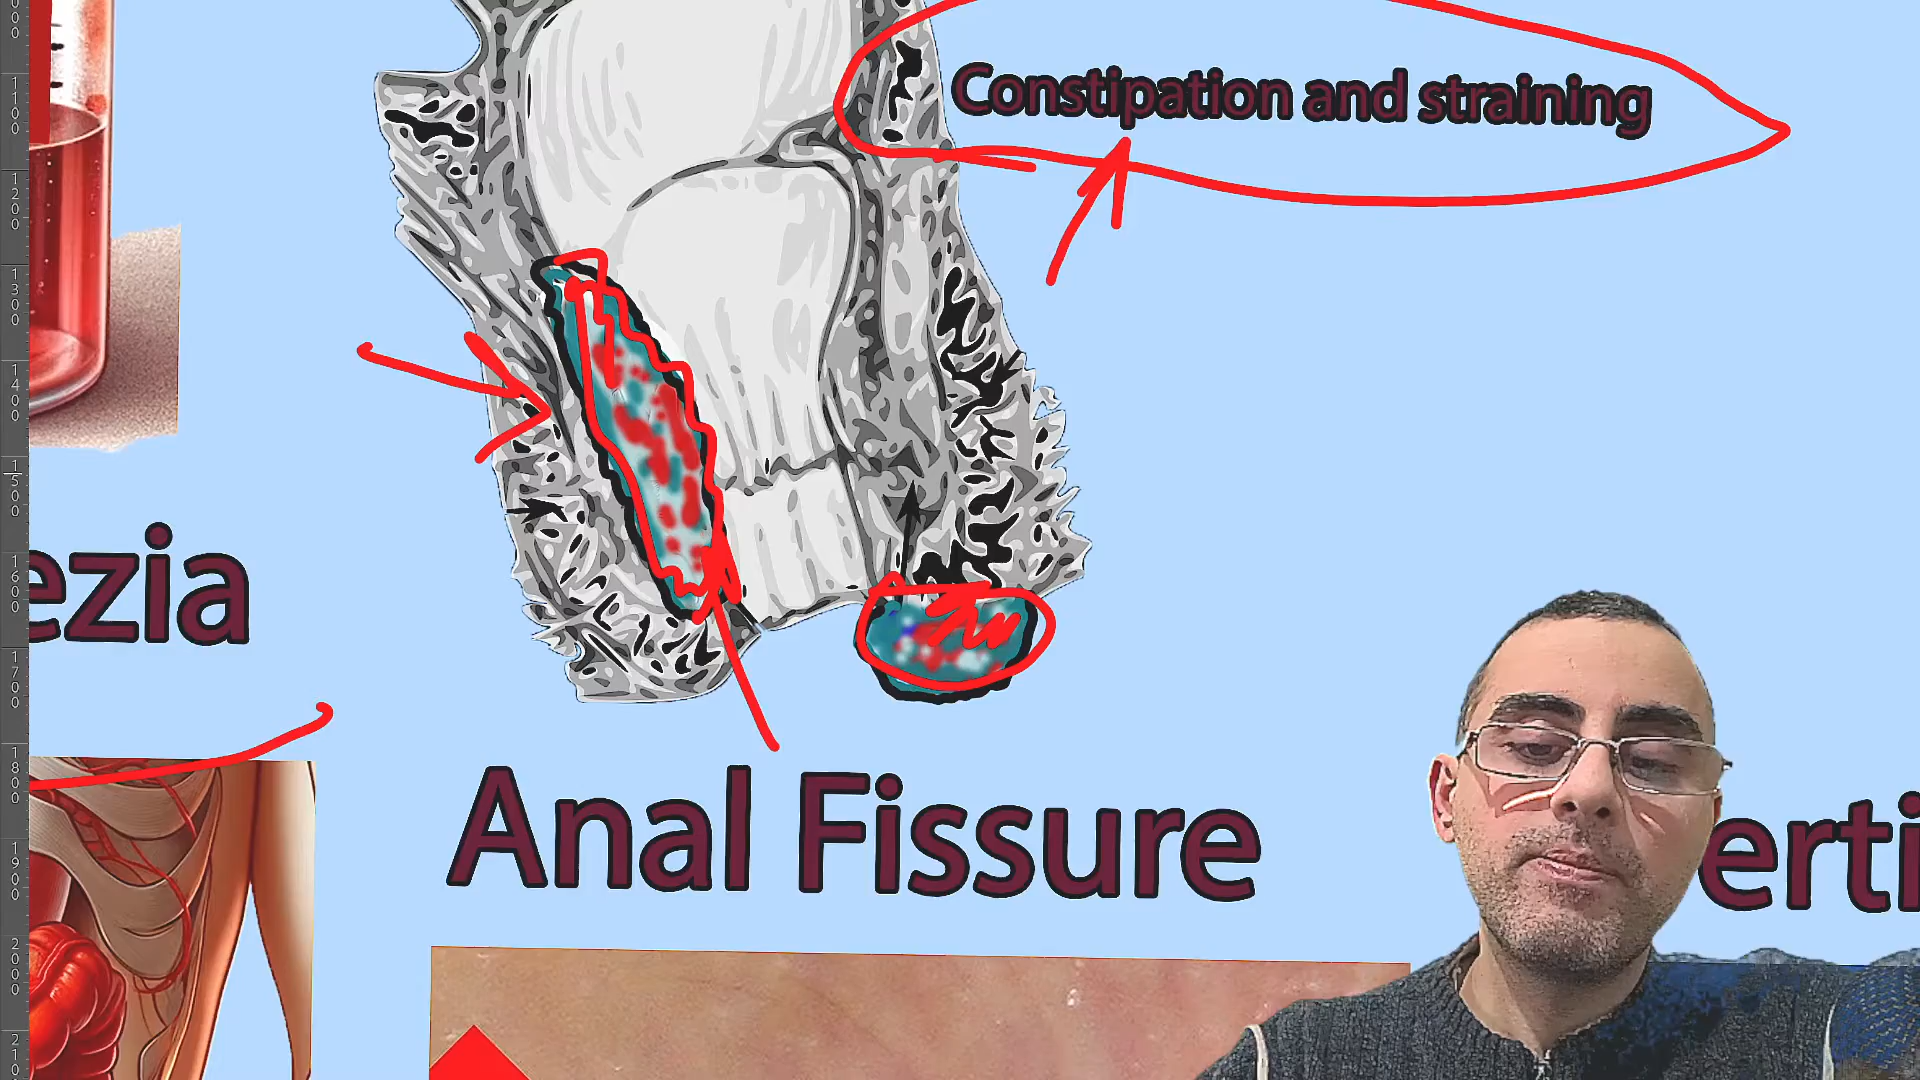 Constipation and straining
ezia
Anal Fissure
erti